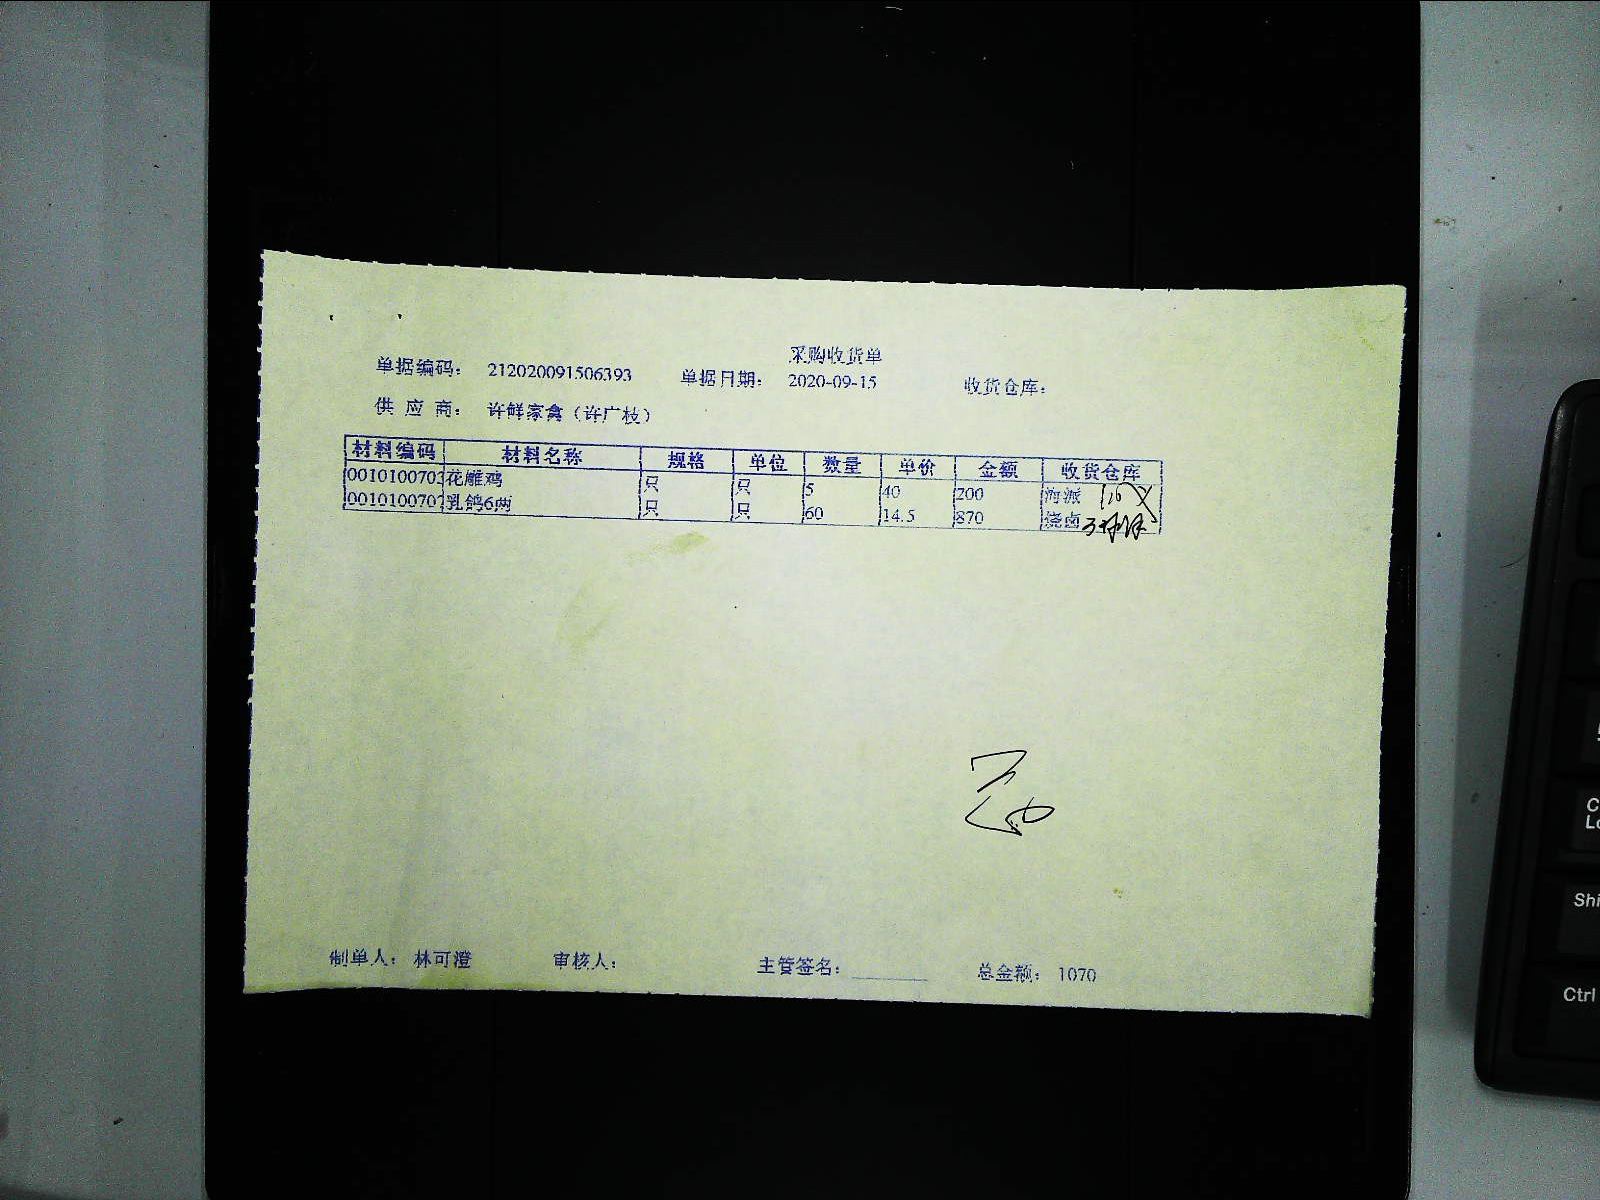 采购收货单
单据编码： 212020091506393 单据日期： 2020-09-15 收货仓库：
供 应 商： 许鲜家禽（许广枝）
材料编码 材料名称 规格 单位 数量 单价 金额 收货仓库
0010100703 花雕鸡 只 只 5 40 200 海派
0010100707 乳鸽6两 只 只 60 14.5 870 烧卤
制单人： 林可澄 审核人： 主管签名： 总金额： 1070
C
Lo
Shi
Ctrl